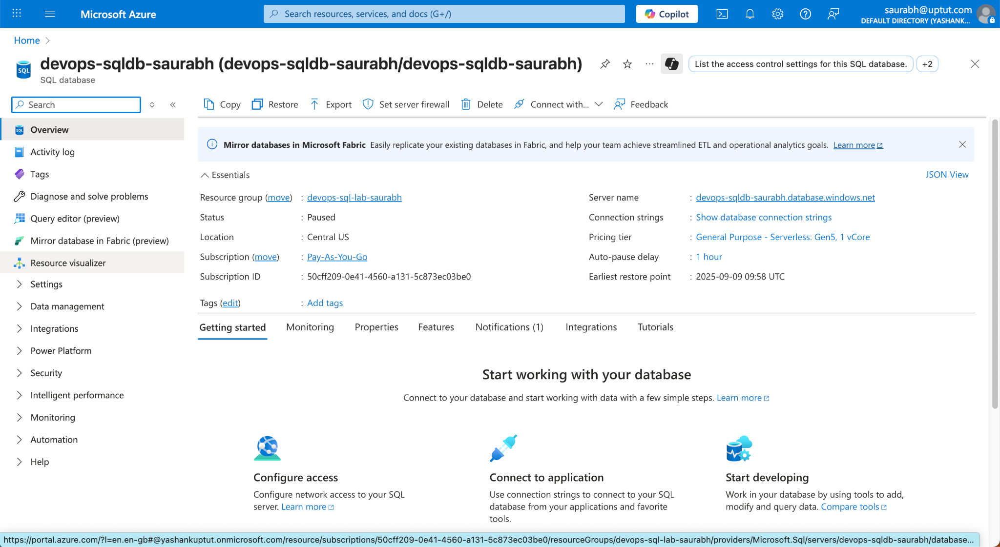 Microsoft Azure
Search resources, services, and docs (G+/)
Copilot
saurabh@uptut.com
DEFAULT DIRECTORY (YASHANK...
Home
devops-sqldb-saurabh (devops-sqldb-saurabh/devops-sqldb-saurabh)
SQL
SQL database
List the access control settings for this SQL database.
+2
Search
Copy
Restore
Export
Set server firewall
Delete
Connect with...
Feedback
SQL Overview
Activity log
Tags
Diagnose and solve problems
Query editor (preview)
Mirror database in Fabric (preview)
Resource visualizer
Settings
Data management
Integrations
Power Platform
Security
Intelligent performance
Monitoring
Automation
Help
Mirror databases in Microsoft Fabric Easily replicate your existing databases in Fabric, and help your team achieve streamlined ETL and operational analytics goals. Learn more
Essentials
JSON View
Resource group (move) : devops-sql-lab-saurabh
Status : Paused
Location : Central US
Subscription (move) : Pay-As-You-Go
Subscription ID : 50cff209-0e41-4560-a131-5c873ec03be0
Tags (edit) : Add tags
Server name : devops-sqldb-saurabh.database.windows.net
Connection strings : Show database connection strings
Pricing tier : General Purpose - Serverless: Gen5, 1 vCore
Auto-pause delay : 1 hour
Earliest restore point : 2025-09-09 09:58 UTC
Getting started
Monitoring
Properties
Features
Notifications (1)
Integrations
Tutorials
Start working with your database
Connect to your database and start working with data with a few simple steps. Learn more
Configure access
Configure network access to your SQL
server. Learn more
Connect to application
Use connection strings to connect to your SQL
database from your applications and favorite
tools.
Start developing
Work in your database by using tools to add,
modify and query data. Compare tools
https://portal.azure.com/?l=en.en-gb#@yashankuptut.onmicrosoft.com/resource/subscriptions/50cff209-0e41-4560-a131-5c873ec03be0/resourceGroups/devops-sql-lab-saurabh/providers/Microsoft.Sql/servers/devops-sqldb-saurabh/database...